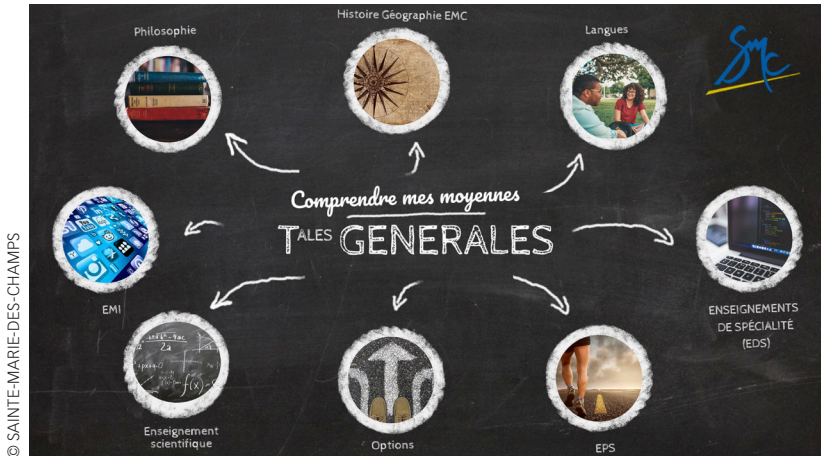 Histoire Géographie EMC
Philosophie
Langues
SMC
Comprendre mes moyennes
TALES GENERALES
EMI
ENSEIGNEMENTS
DE SPÉCIALITÉ
(EDS)
Enseignement
scientifique
Options
EPS
© SAINTE-MARIE-DES-CHAMPS